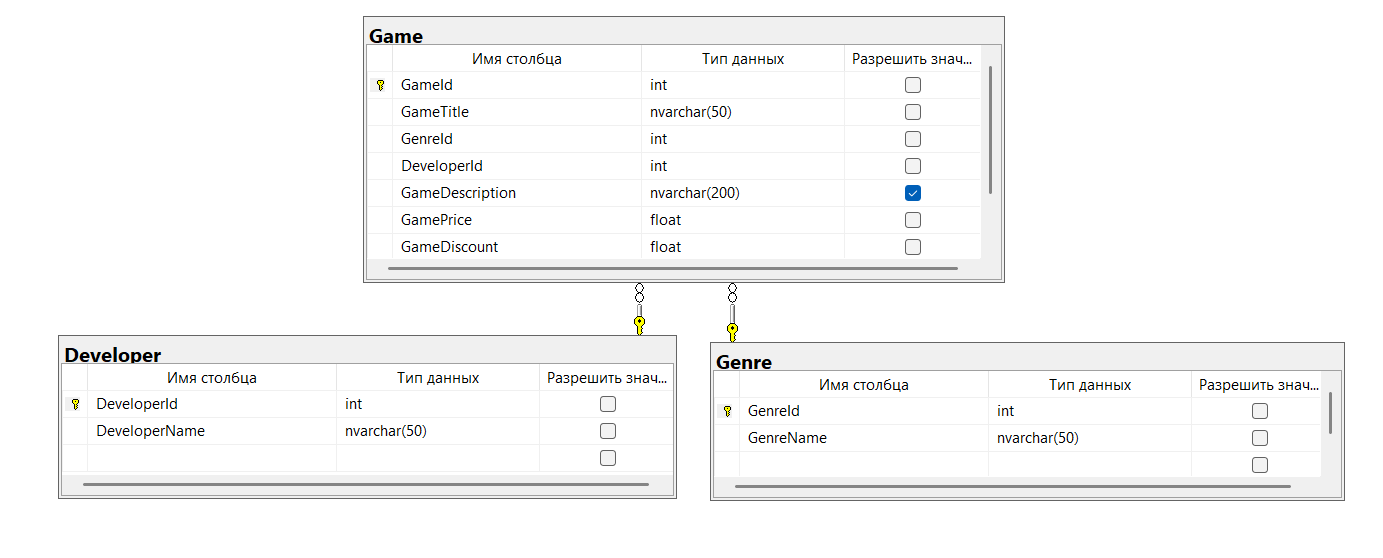 Game
Имя столбца Тип данных Разрешить знач...
GameId int
GameTitle nvarchar(50)
GenreId int
DeveloperId int
GameDescription nvarchar(200)
GamePrice float
GameDiscount float
Developer
Имя столбца Тип данных Разрешить знач...
DeveloperId int
DeveloperName nvarchar(50)
Genre
Имя столбца Тип данных Разрешить знач...
GenreId int
GenreName nvarchar(50)